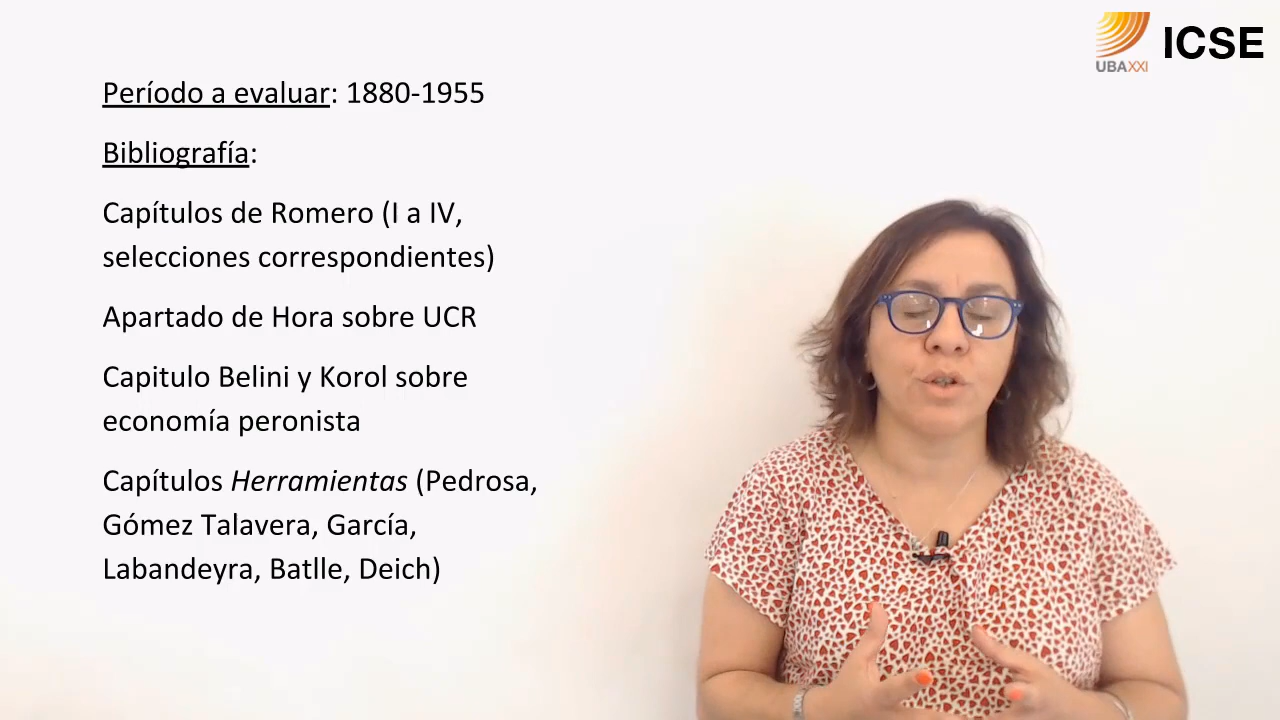 UBAXXI ICSE
Período a evaluar: 1880-1955
Bibliografía:
Capítulos de Romero (I a IV,
selecciones correspondientes)
Apartado de Hora sobre UCR
Capitulo Belini y Korol sobre
economía peronista
Capítulos Herramientas (Pedrosa,
Gómez Talavera, García,
Labandeyra, Batlle, Deich)